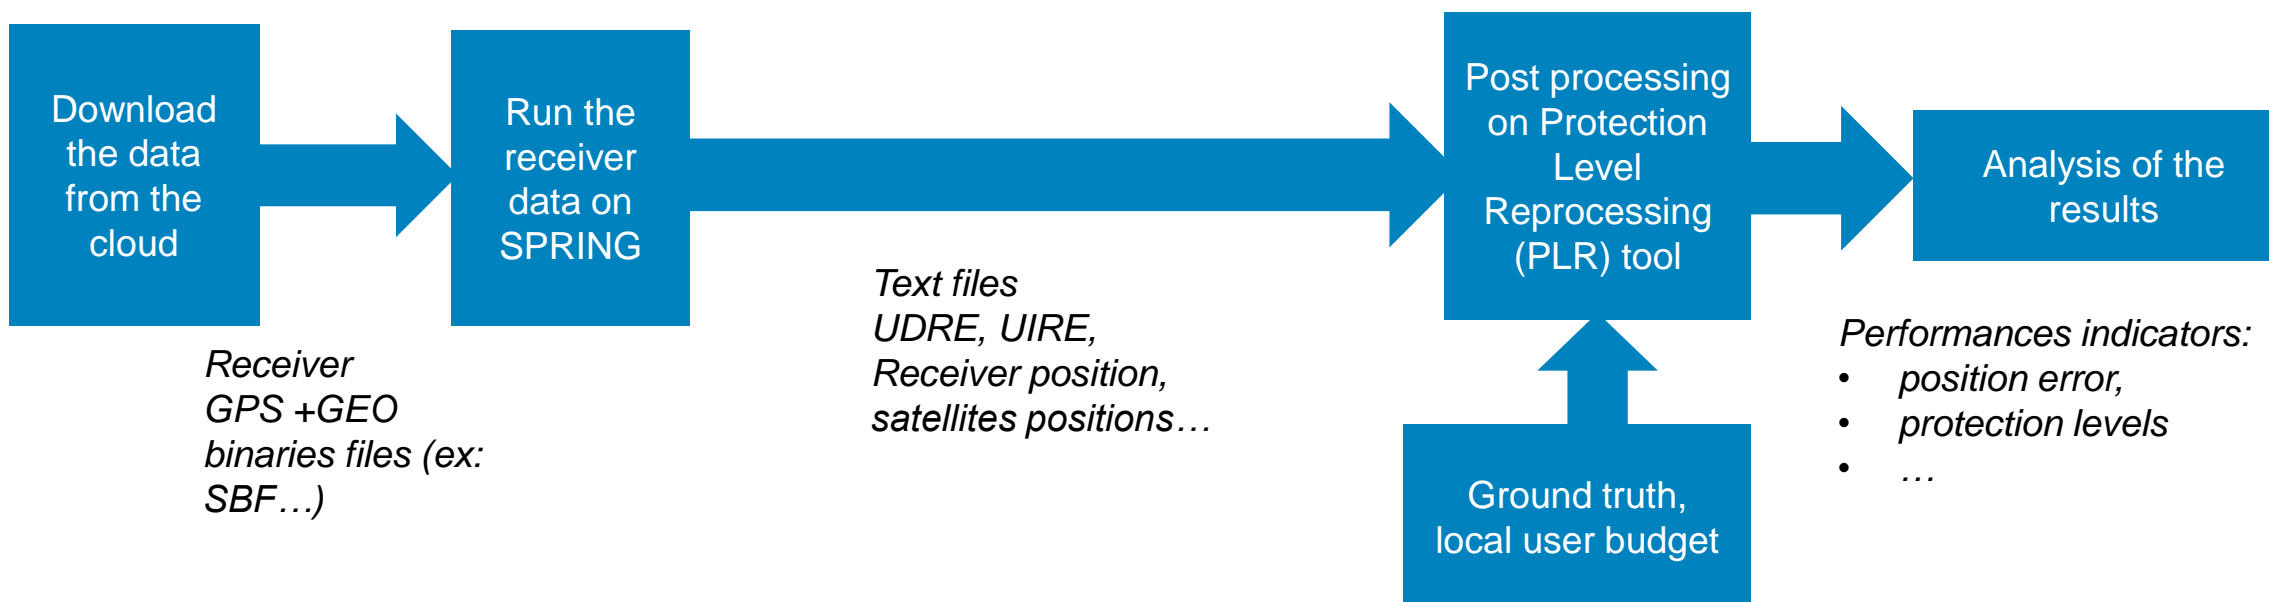 Download
the data
from the
cloud
Run the
receiver
data on
SPRING
Post processing
on Protection
Level
Reprocessing
(PLR) tool
Analysis of the
results
Receiver
GPS +GEO
binaries files (ex:
SBF…)
Text files
UDRE, UIRE,
Receiver position,
satellites positions…
Ground truth,
local user budget
Performances indicators:
• position error,
• protection levels
• …